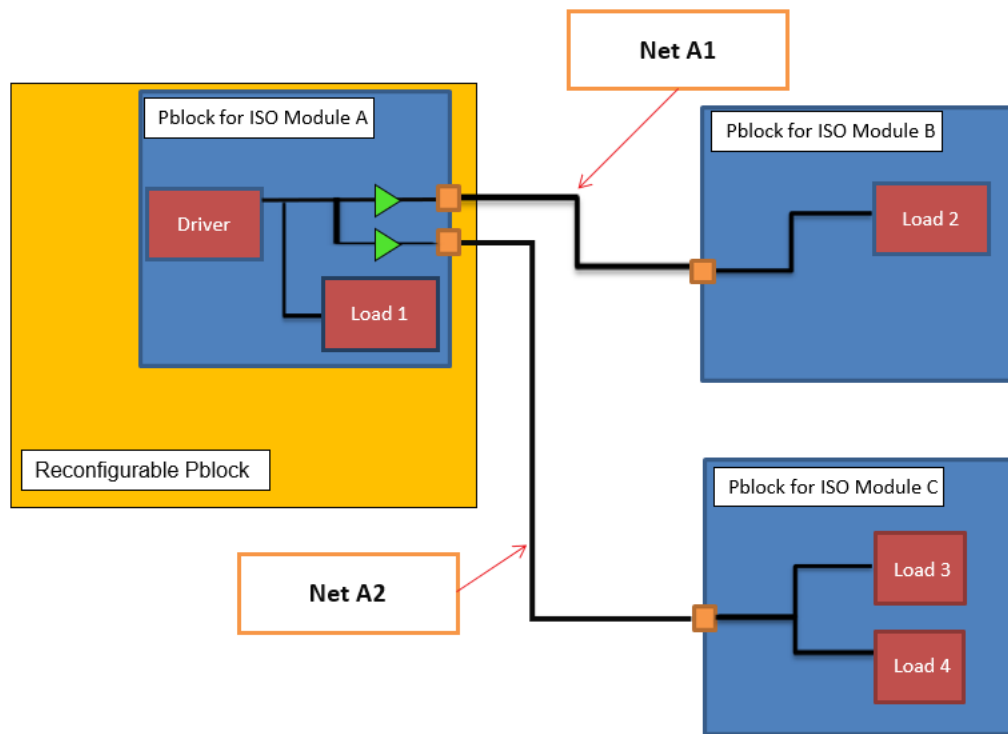 Net A1
Pblock for ISO Module A
Pblock for ISO Module B
Driver
Load 2
Load 1
Reconfigurable Pblock
Pblock for ISO Module C
Load 3
Net A2
Load 4